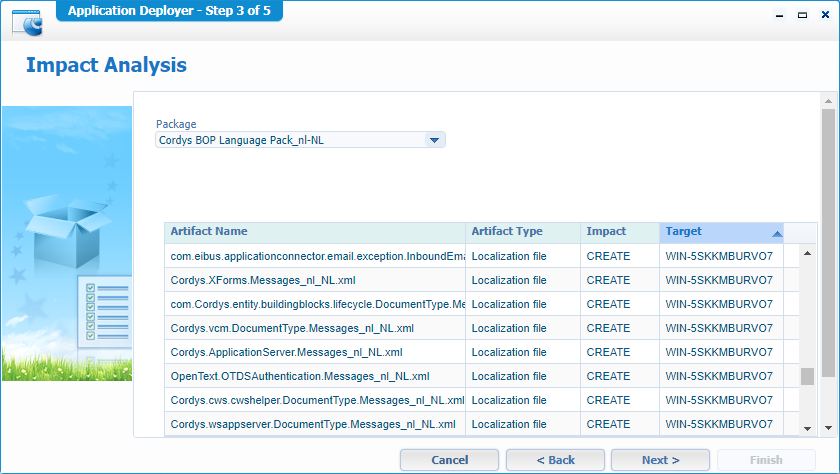 Application Deployer - Step 3 of 5
Impact Analysis
Package
Cordys BOP Language Pack_nl-NL
Artifact Name Artifact Type Impact Target
com.eibus.applicationconnector.email.exception.InboundEma Localization file CREATE WIN-5SKKMBURVO7
Cordys.XForms.Messages_nl_NL.xml Localization file CREATE WIN-5SKKMBURVO7
com.Cordys.entity.buildingblocks.lifecycle.DocumentType.Me Localization file CREATE WIN-5SKKMBURVO7
Cordys.vcm.DocumentType.Messages_nl_NL.xml Localization file CREATE WIN-5SKKMBURVO7
Cordys.ApplicationServer.Messages_nl_NL.xml Localization file CREATE WIN-5SKKMBURVO7
OpenText.OTDSAuthentication.Messages_nl_NL.xml Localization file CREATE WIN-5SKKMBURVO7
Cordys.cws.cwshelper.DocumentType.Messages_nl_NL.xml Localization file CREATE WIN-5SKKMBURVO7
Cordys.wsappserver.DocumentType.Messages_nl_NL.xml Localization file CREATE WIN-5SKKMBURVO7
Cancel < Back Next > Finish